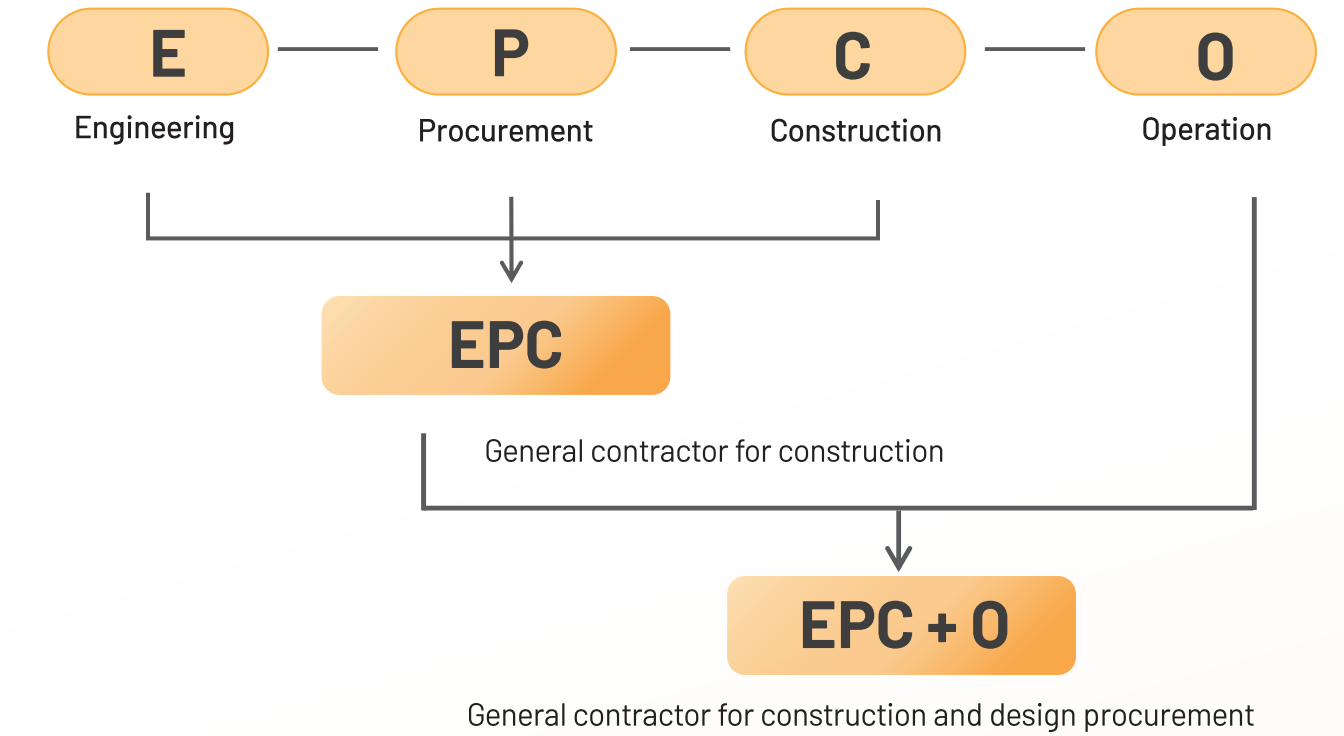 E
P
C
O
Engineering
Procurement
Construction
Operation
EPC
General contractor for construction
EPC + O
General contractor for construction and design procurement